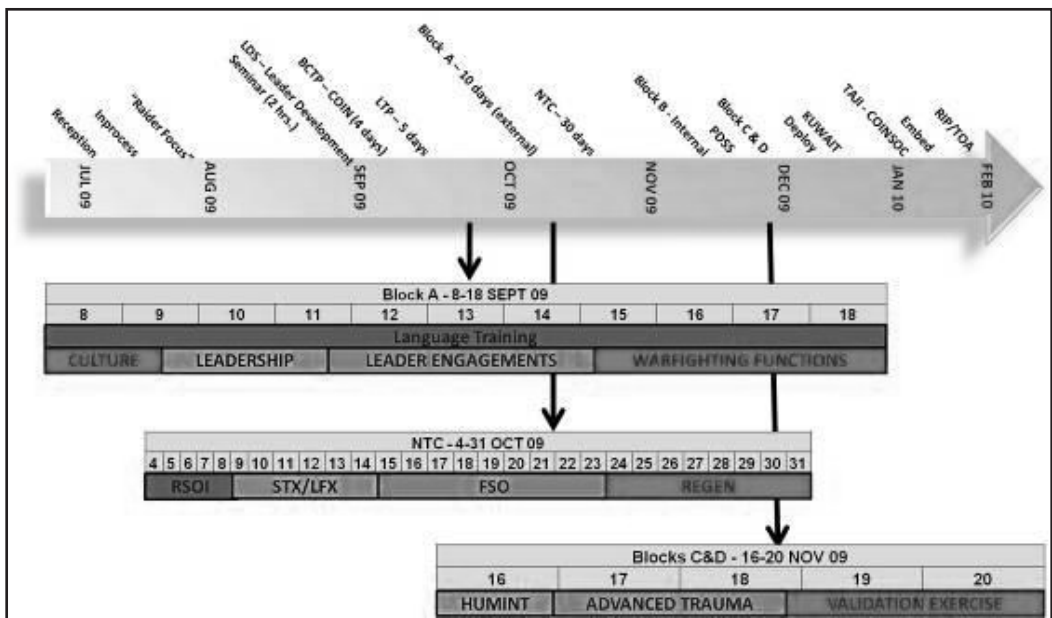 Reception
Inprocess
"Raider Focus"
LDS – Leader Development
Seminar (2 hrs.)
BCTP – COIN (4 days)
LTP – 5 days
Block A – 10 days (external)
NTC – 30 days
Block B - Internal
PDSS
Block C & D
Deploy
KUWAIT
TAJI - COINSOC
Embed
RIP/TOA
JUL 09
AUG 09
SEP 09
OCT 09
NOV 09
DEC 09
JAN 10
FEB 10
Block A - 8-18 SEPT 09
8 9 10 11 12 13 14 15 16 17 18
Language Training
CULTURE LEADERSHIP LEADER ENGAGEMENTS WARFIGHTING FUNCTIONS
NTC - 4-31 OCT 09
4 5 6 7 8 9 10 11 12 13 14 15 16 17 18 19 20 21 22 23 24 25 26 27 28 29 30 31
RSOI STX/LFX FSO REGEN
Blocks C&D - 16-20 NOV 09
16 17 18 19 20
HUMINT ADVANCED TRAUMA VALIDATION EXERCISE